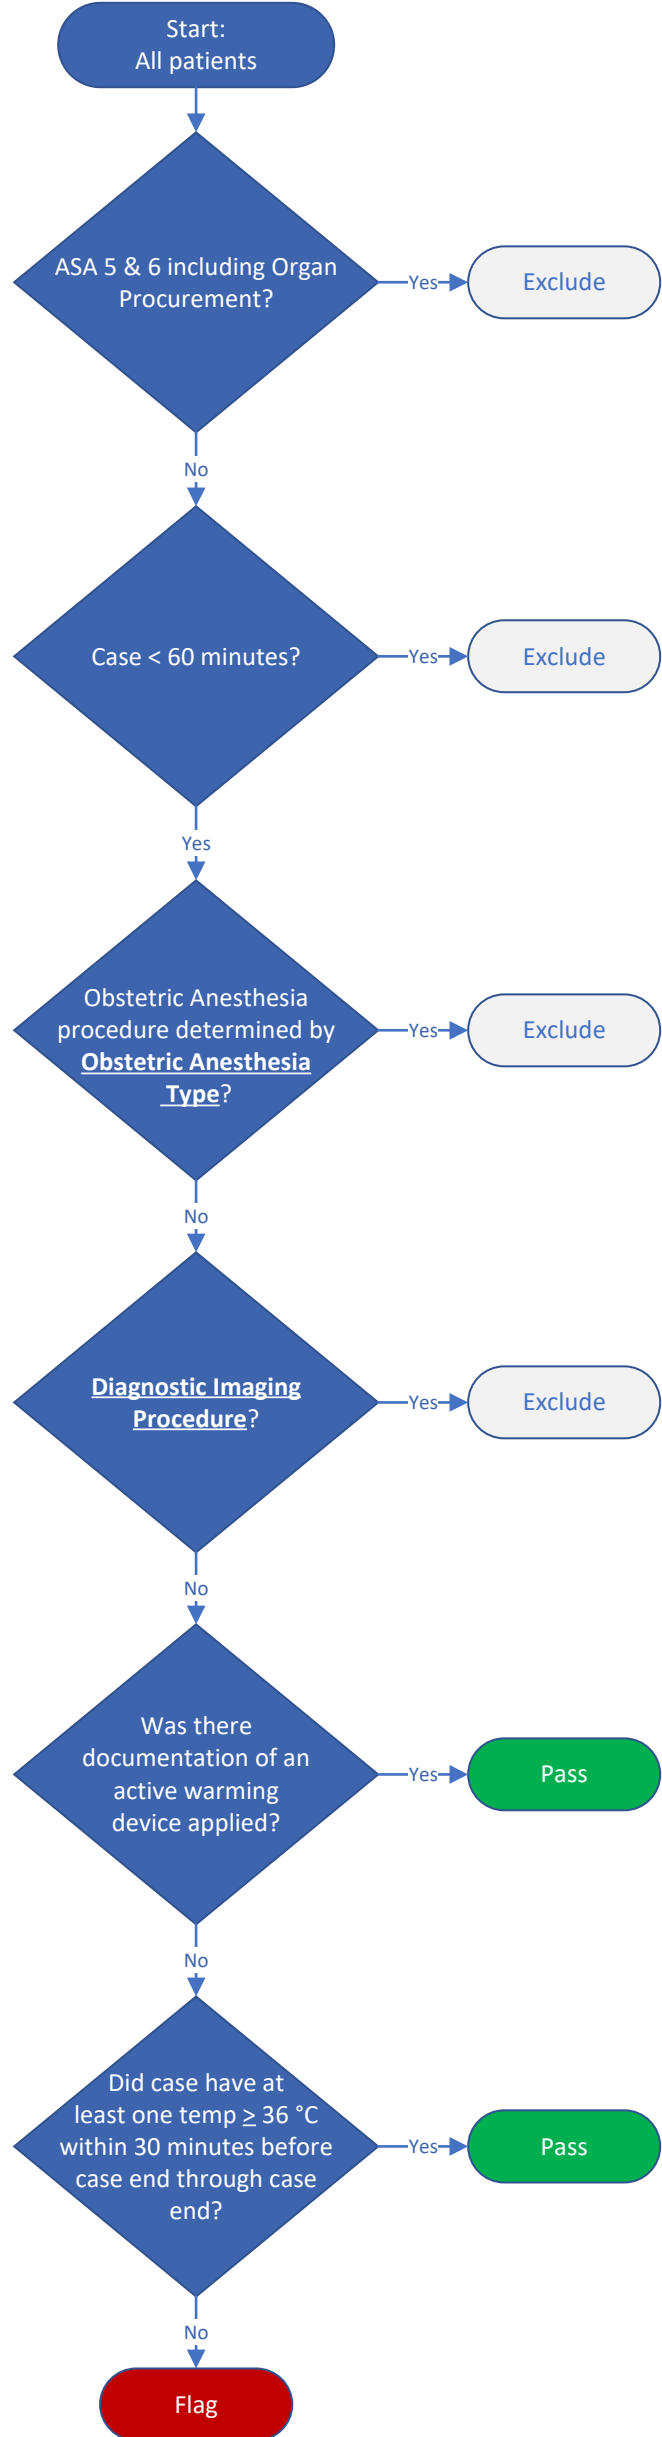 Start:
All patients
ASA 5 & 6 including Organ
Procurement?
Yes
Exclude
No
Case < 60 minutes?
Yes
Exclude
Yes
Obstetric Anesthesia
procedure determined by
Obstetric Anesthesia
Type?
Yes
Exclude
No
Diagnostic Imaging
Procedure?
Yes
Exclude
No
Was there
documentation of an
active warming
device applied?
Yes
Pass
No
Did case have at
least one temp ≥ 36 °C
within 30 minutes before
case end through case
end?
Yes
Pass
No
Flag